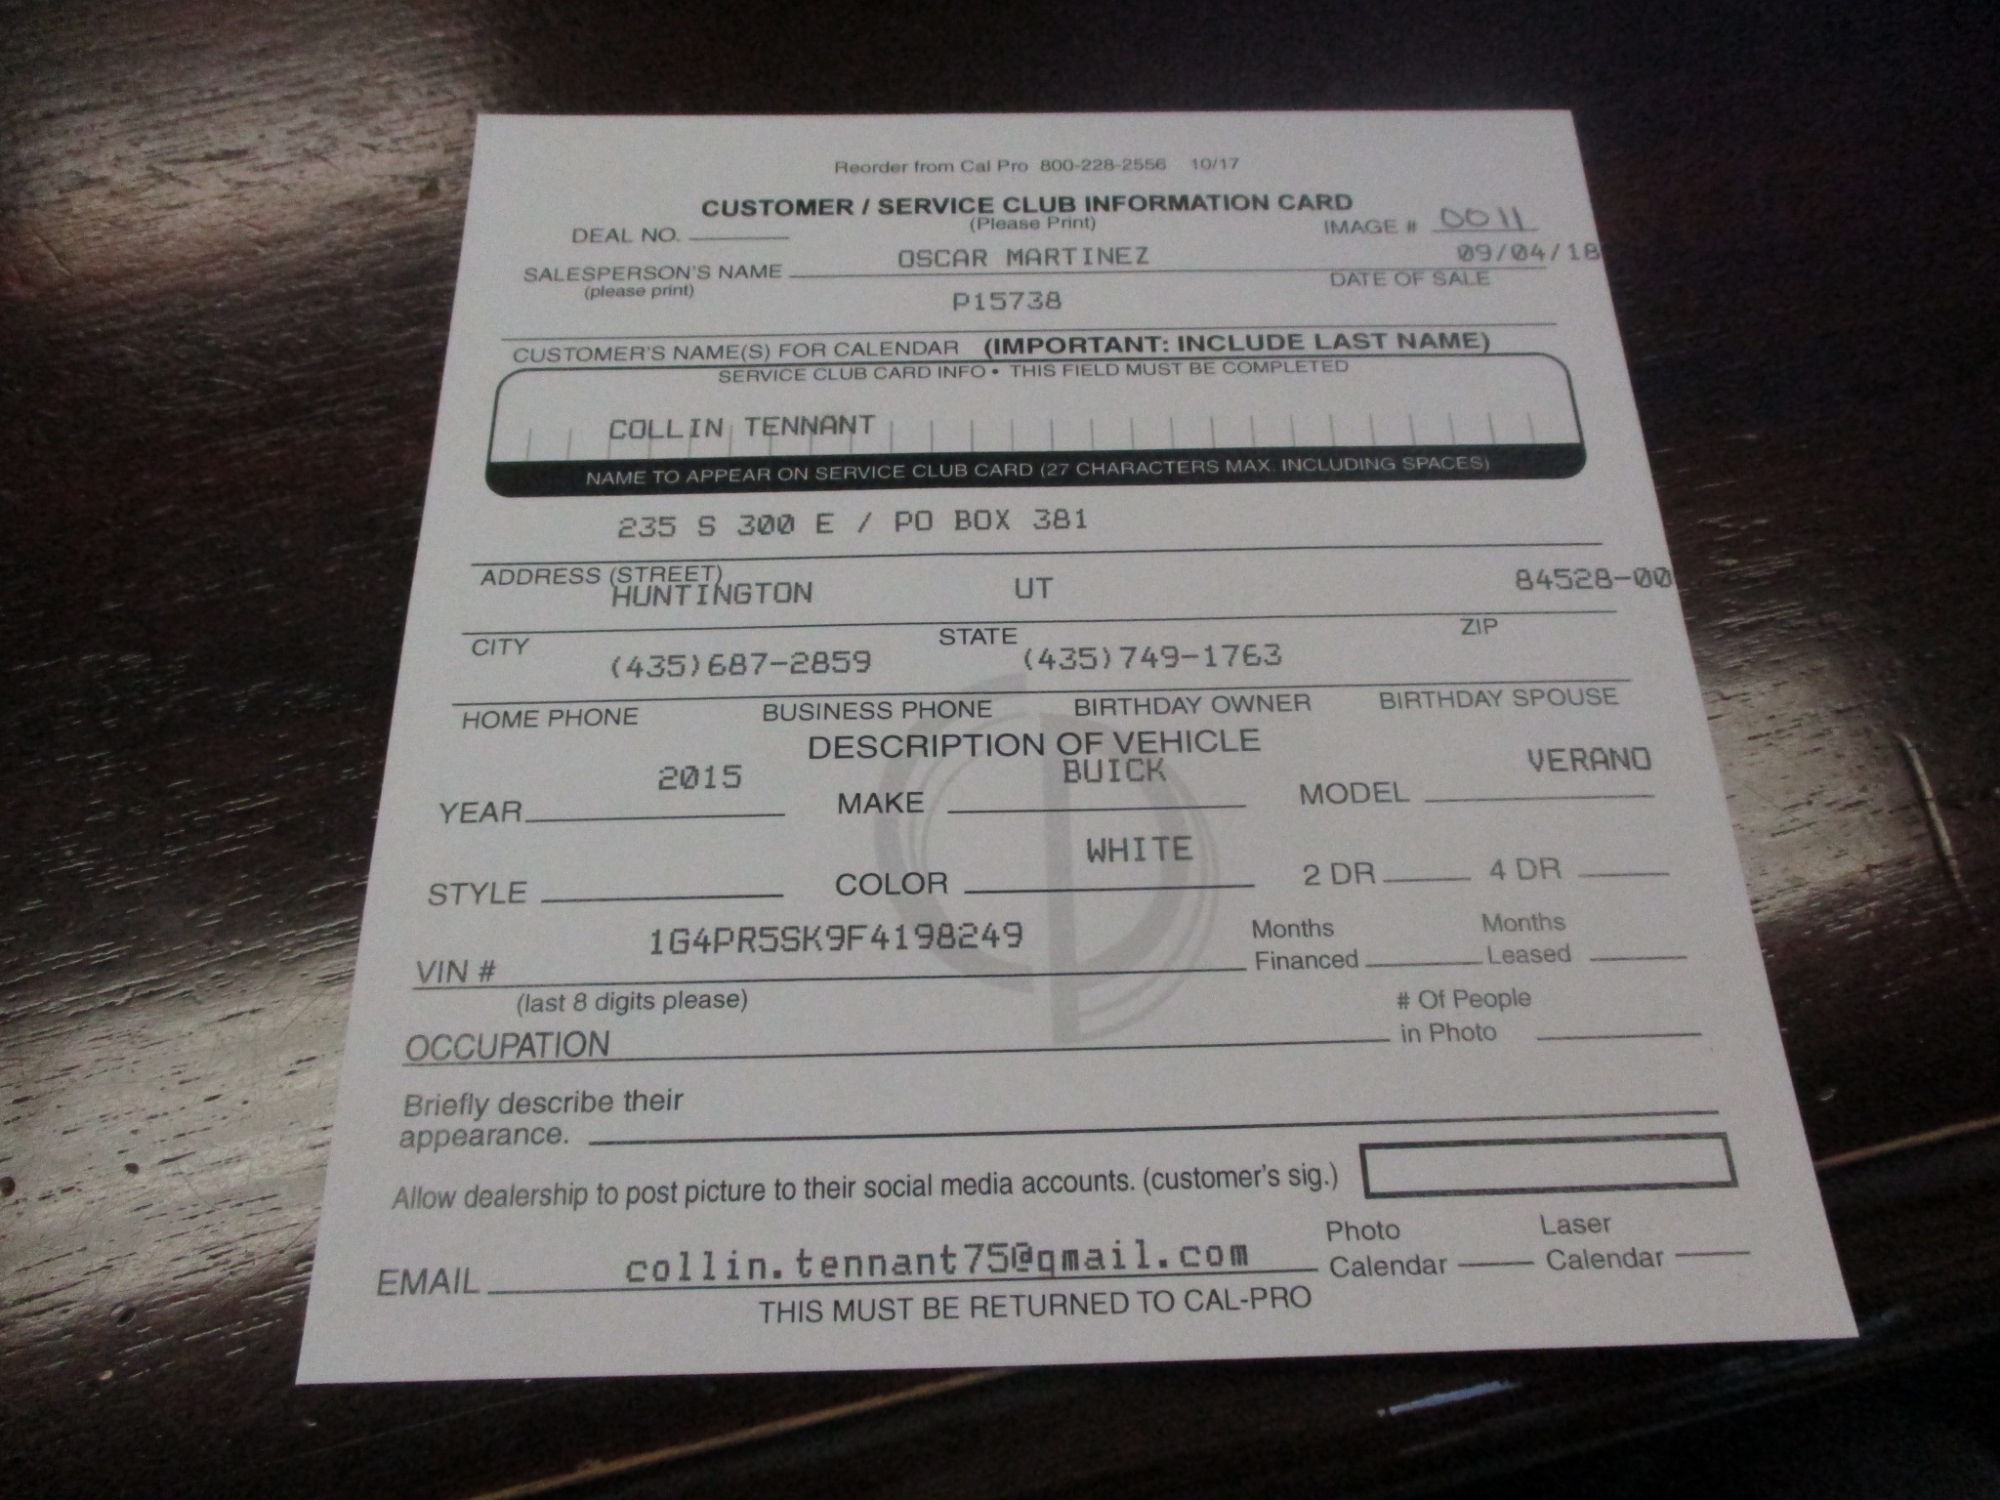 Reorder from Cal Pro 800-228-2556 10/17
CUSTOMER / SERVICE CLUB INFORMATION CARD
(Please Print)
DEAL NO. IMAGE # 0011
OSCAR MARTINEZ 09/04/18
SALESPERSON'S NAME DATE OF SALE
(please print)
P15738
CUSTOMER'S NAME(S) FOR CALENDAR (IMPORTANT: INCLUDE LAST NAME)
SERVICE CLUB CARD INFO • THIS FIELD MUST BE COMPLETED
COLLIN TENNANT
NAME TO APPEAR ON SERVICE CLUB CARD (27 CHARACTERS MAX. INCLUDING SPACES)
235 S 300 E / PO BOX 381
ADDRESS (STREET)
HUNTINGTON UT 84528-00
CITY STATE ZIP
(435)687-2859 (435)749-1763
HOME PHONE BUSINESS PHONE BIRTHDAY OWNER BIRTHDAY SPOUSE
DESCRIPTION OF VEHICLE
2015 BUICK VERANO
YEAR MAKE MODEL
WHITE
STYLE COLOR 2 DR 4 DR
1G4PR5SK9F4198249
VIN # Months Financed Months Leased
(last 8 digits please)
OCCUPATION # Of People in Photo
Briefly describe their
appearance.
Allow dealership to post picture to their social media accounts. (customer's sig.)
EMAIL collin.tennant75@gmail.com Photo Calendar Laser Calendar
THIS MUST BE RETURNED TO CAL-PRO